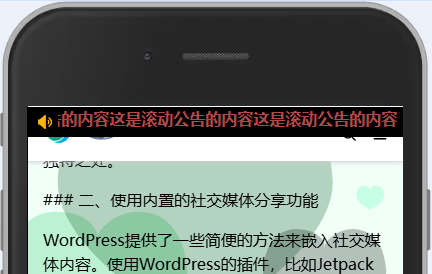 的内容这是滚动公告的内容这是滚动公告的内容
独特之处。
### 二、使用内置的社交媒体分享功能
WordPress提供了一些简便的方法来嵌入社交媒
体内容。使用WordPress的插件，比如Jetpack